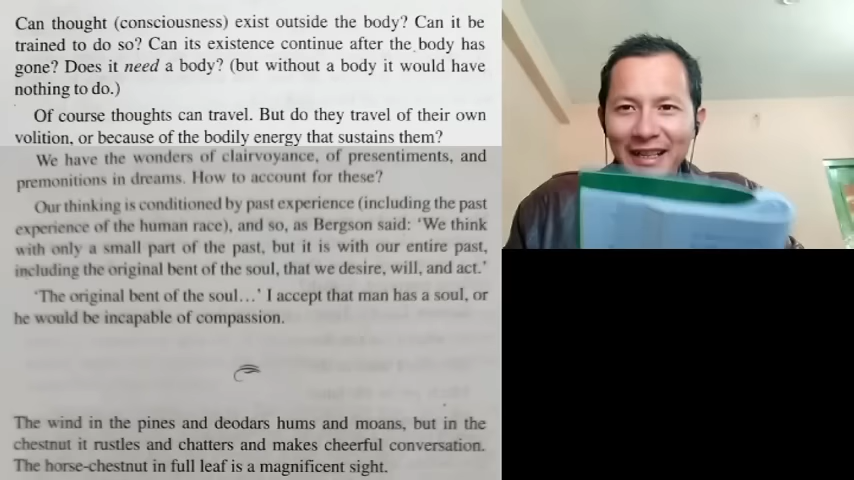 Can thought (consciousness) exist outside the body? Can it be
trained to do so? Can its existence continue after the body has
gone? Does it need a body? (but without a body it would have
nothing to do.)
Of course thoughts can travel. But do they travel of their own
volition, or because of the bodily energy that sustains them?
We have the wonders of clairvoyance, of presentiments, and
premonitions in dreams. How to account for these?
Our thinking is conditioned by past experience (including the past
experience of the human race), and so, as Bergson said: ‘We think
with only a small part of the past, but it is with our entire past,
including the original bent of the soul, that we desire, will, and act.’
‘The original bent of the soul…’ I accept that man has a soul, or
he would be incapable of compassion.
The wind in the pines and deodars hums and moans, but in the
chestnut it rustles and chatters and makes cheerful conversation.
The horse-chestnut in full leaf is a magnificent sight.